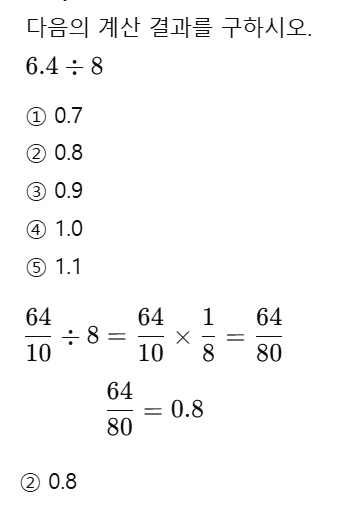 다음의 계산 결과를 구하시오.
6.4 ÷ 8
① 0.7
② 0.8
③ 0.9
④ 1.0
⑤ 1.1
64/10 ÷ 8 = 64/10 × 1/8 = 64/80
64/80 = 0.8
② 0.8